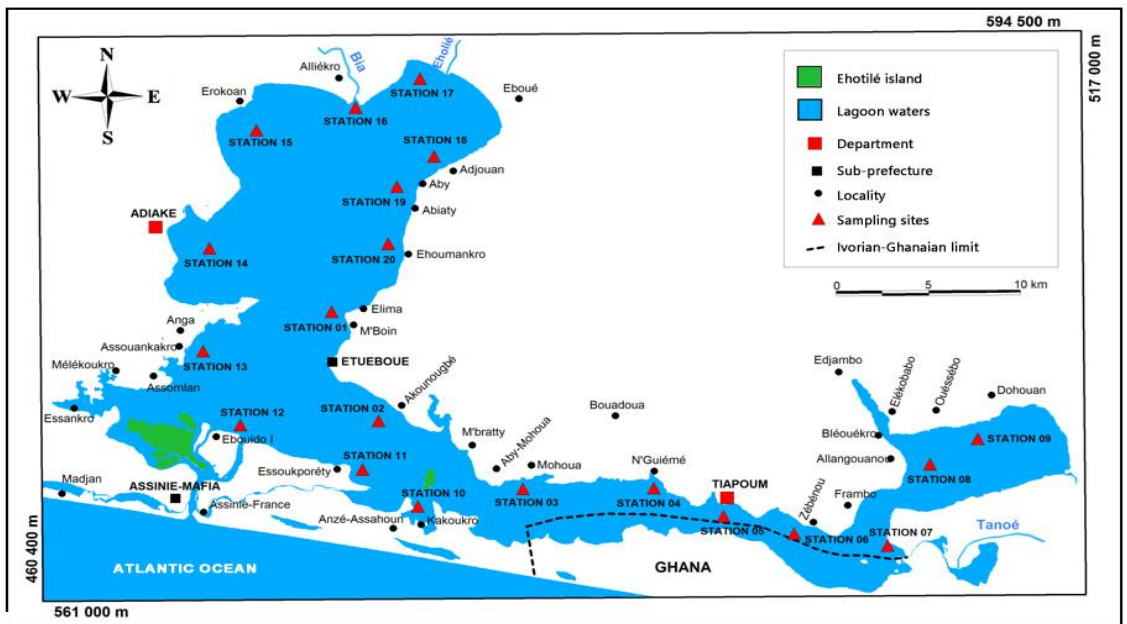 594 500 m
517 000 m
N
W E
S
Alliékro
Bia
Eholié
STATION 17
Eboué
Erokoan
STATION 16
STATION 15
STATION 18
Adjouan
Aby
STATION 19
Abiaty
ADIAKE
STATION 14
STATION 20
Ehoumankro
Elima
STATION 01
M'Boin
Anga
Assouankakro
STATION 13
ETUEBOUE
Mélékoukro
Assomlan
Akounougbé
Essankro
STATION 12
STATION 02
Ebouido I
M'bratty
Aby-Mohoua
Bouadoua
Essoukporéty
STATION 11
Mohoua
N'Guiémé
Madjan
ASSINIE-MAFIA
Assinie-France
STATION 10
STATION 03
STATION 04
TIAPOUM
Anzé-Assahoun
Kakoukro
STATION 05
Zébénou
STATION 06
Frambo
STATION 07
Tanoé
Edjambo
Elékobabo
Ouéssébo
Dohouan
Bléouékro
Allangouanou
STATION 09
STATION 08
GHANA
ATLANTIC OCEAN
460 400 m
561 000 m
Ehotilé island
Lagoon waters
Department
Sub-prefecture
Locality
Sampling sites
Ivorian-Ghanaian limit
0 5 10 km